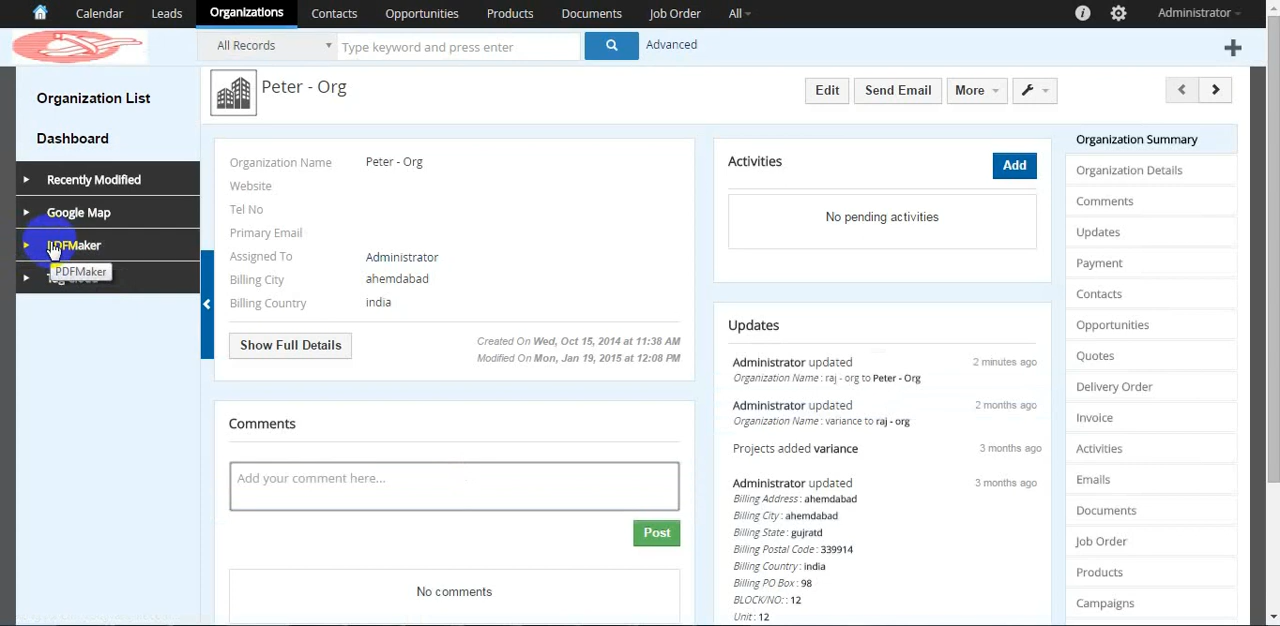 Calendar Leads Organizations Contacts Opportunities Products Documents Job Order All Administrator
All Records Type keyword and press enter Advanced
Organization List
Dashboard
Recently Modified
Google Map
PDFMaker
PDFMaker
Peter - Org
Edit Send Email More
Organization Name Peter - Org
Website
Tel No
Primary Email
Assigned To Administrator
Billing City ahemdabad
Billing Country india
Show Full Details
Created On Wed, Oct 15, 2014 at 11:38 AM
Modified On Mon, Jan 19, 2015 at 12:08 PM
Comments
Add your comment here...
Post
No comments
Activities Add
No pending activities
Updates
Administrator updated 2 minutes ago
Organization Name : raj - org to Peter - Org
Administrator updated 2 months ago
Organization Name : variance to raj - org
Projects added variance 3 months ago
Administrator updated 3 months ago
Billing Address : ahemdabad
Billing City : ahemdabad
Billing State : gujratd
Billing Postal Code : 339914
Billing Country : india
Billing PO Box : 98
BLOCK/NO: : 12
Unit : 12
Organization Summary
Organization Details
Comments
Updates
Payment
Contacts
Opportunities
Quotes
Delivery Order
Invoice
Activities
Emails
Documents
Job Order
Products
Campaigns